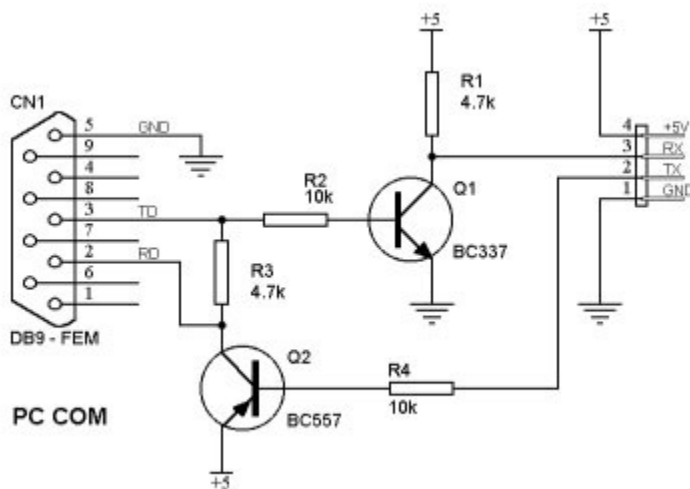 +5
+5
R1
4.7k
CN1
5
GND
9
4
8
3
TD
7
2
RD
6
1
DB9 - FEM
R2
10k
Q1
BC337
4
+5V
3
RX
2
TX
1
GND
R3
4.7k
Q2
BC557
R4
10k
PC COM
+5